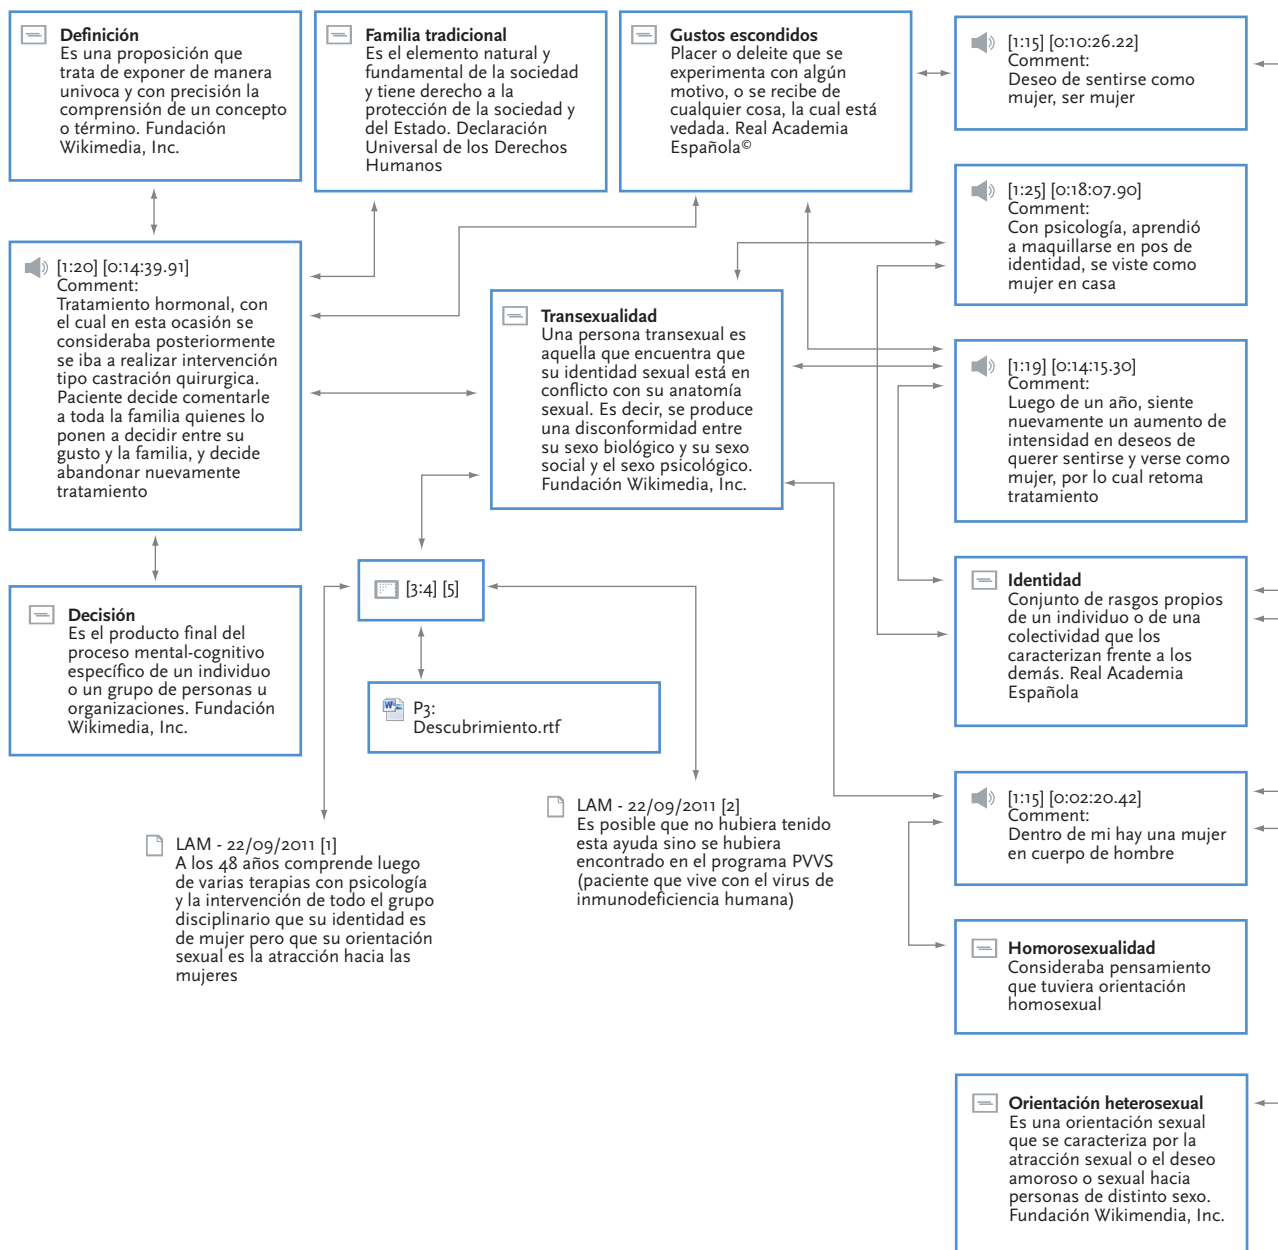 Definición
Es una proposición que
trata de exponer de manera
univoca y con precisión la
comprensión de un concepto
o término. Fundación
Wikimedia, Inc.
Familia tradicional
Es el elemento natural y
fundamental de la sociedad
y tiene derecho a la
protección de la sociedad y
del Estado. Declaración
Universal de los Derechos
Humanos
Gustos escondidos
Placer o deleite que se
experimenta con algún
motivo, o se recibe de
cualquier cosa, la cual está
vedada. Real Academia
Española©
[1:15] [0:10:26.22]
Comment:
Deseo de sentirse como
mujer, ser mujer
[1:25] [0:18:07.90]
Comment:
Con psicología, aprendió
a maquillarse en pos de
identidad, se viste como
mujer en casa
[1:20] [0:14:39.91]
Comment:
Tratamiento hormonal, con
el cual en esta ocasión se
consideraba posteriormente
se iba a realizar intervención
tipo castración quirurgica.
Paciente decide comentarle
a toda la familia quienes lo
ponen a decidir entre su
gusto y la familia, y decide
abandonar nuevamente
tratamiento
Transexualidad
Una persona transexual es
aquella que encuentra que
su identidad sexual está en
conflicto con su anatomía
sexual. Es decir, se produce
una disconformidad entre
su sexo biológico y su sexo
social y el sexo psicológico.
Fundación Wikimedia, Inc.
[1:19] [0:14:15.30]
Comment:
Luego de un año, siente
nuevamente un aumento de
intensidad en deseos de
querer sentirse y verse como
mujer, por lo cual retoma
tratamiento
[3:4] [5]
Identidad
Conjunto de rasgos propios
de un individuo o de una
colectividad que los
caracterizan frente a los
demás. Real Academia
Española
Decisión
Es el producto final del
proceso mental-cognitivo
específico de un individuo
o un grupo de personas u
organizaciones. Fundación
Wikimedia, Inc.
P3:
Descubrimiento.rtf
LAM - 22/09/2011 [1]
A los 48 años comprende luego
de varias terapias con psicología
y la intervención de todo el grupo
disciplinario que su identidad es
de mujer pero que su orientación
sexual es la atracción hacia las
mujeres
LAM - 22/09/2011 [2]
Es posible que no hubiera tenido
esta ayuda sino se hubiera
encontrado en el programa PVVS
(paciente que vive con el virus de
inmunodeficiencia humana)
[1:15] [0:02:20.42]
Comment:
Dentro de mi hay una mujer
en cuerpo de hombre
Homorosexualidad
Consideraba pensamiento
que tuviera orientación
homosexual
Orientación heterosexual
Es una orientación sexual
que se caracteriza por la
atracción sexual o el deseo
amoroso o sexual hacia
personas de distinto sexo.
Fundación Wikimendia, Inc.